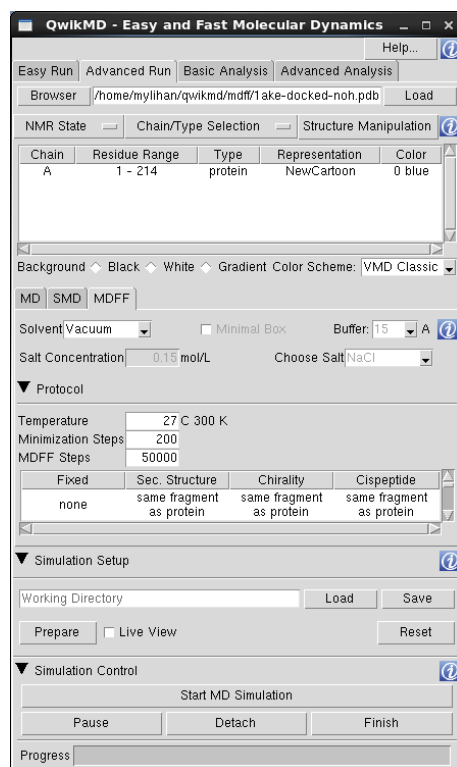 QwikMD - Easy and Fast Molecular Dynamics
Help...
Easy Run Advanced Run Basic Analysis Advanced Analysis
Browser /home/mylihan/qwikmd/mdff/1ake-docked-noh.pdb Load
NMR State Chain/Type Selection Structure Manipulation
Chain Residue Range Type Representation Color
A 1 - 214 protein NewCartoon 0 blue
Background Black White Gradient Color Scheme: VMD Classic
MD SMD MDFF
Solvent Vacuum Minimal Box Buffer: 15 A
Salt Concentration 0.15 mol/L Choose Salt NaCl
Protocol
Temperature 27 C 300 K
Minimization Steps 200
MDFF Steps 50000
Fixed Sec. Structure Chirality Cispeptide
none same fragment same fragment same fragment
as protein as protein as protein
Simulation Setup
Working Directory Load Save
Prepare Live View Reset
Simulation Control
Start MD Simulation
Pause Detach Finish
Progress